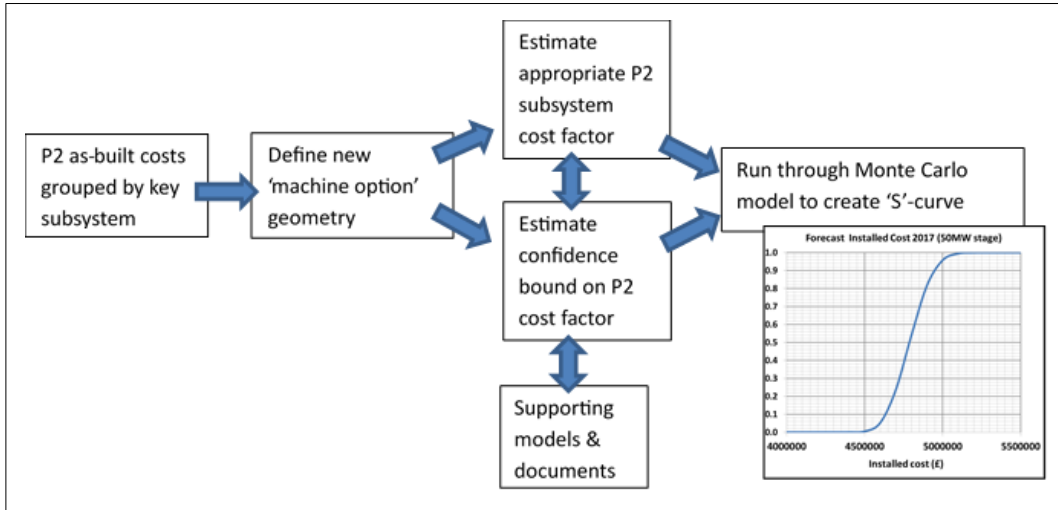 P2 as-built costs
grouped by key
subsystem
Define new
‘machine option’
geometry
Estimate
appropriate P2
subsystem
cost factor
Estimate
confidence
bound on P2
cost factor
Supporting
models &
documents
Run through Monte Carlo
model to create ‘S’-curve
Forecast Installed Cost 2017 (50MW stage)
1.0
0.9
0.8
0.7
0.6
0.5
0.4
0.3
0.2
0.1
0.0
4000000 4500000 5000000 5500000
Installed cost (£)